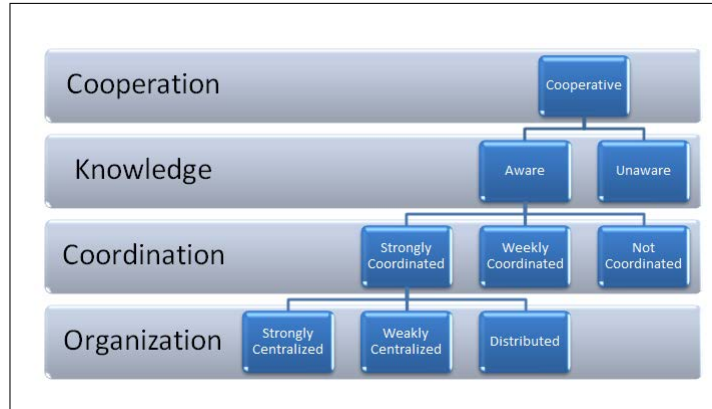 Cooperation
Cooperative
Knowledge
Aware
Unaware
Coordination
Strongly
Coordinated
Weekly
Coordinated
Not
Coordinated
Organization
Strongly
Centralized
Weakly
Centralized
Distributed